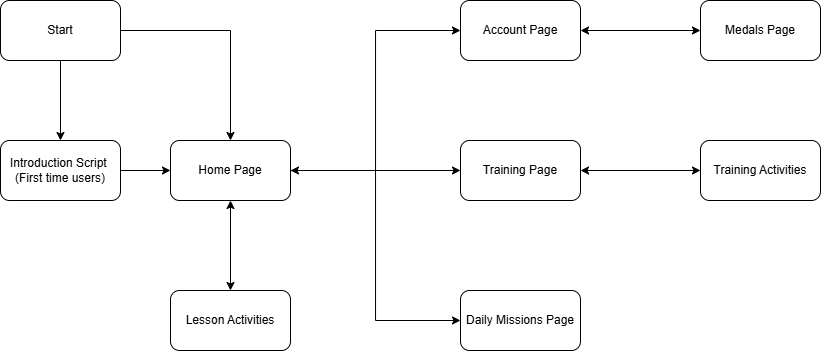 Start
Account Page
Medals Page
Introduction Script
(First time users)
Home Page
Training Page
Training Activities
Lesson Activities
Daily Missions Page